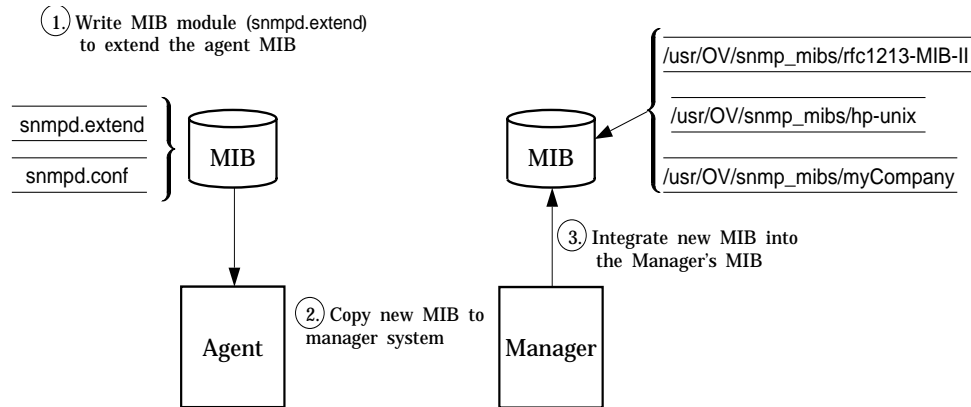 1. Write MIB module (snmpd.extend)
to extend the agent MIB
snmpd.extend
snmpd.conf
MIB
MIB
/usr/OV/snmp_mibs/rfc1213-MIB-II
/usr/OV/snmp_mibs/hp-unix
/usr/OV/snmp_mibs/myCompany
3. Integrate new MIB into
the Manager's MIB
2. Copy new MIB to
manager system
Agent
Manager